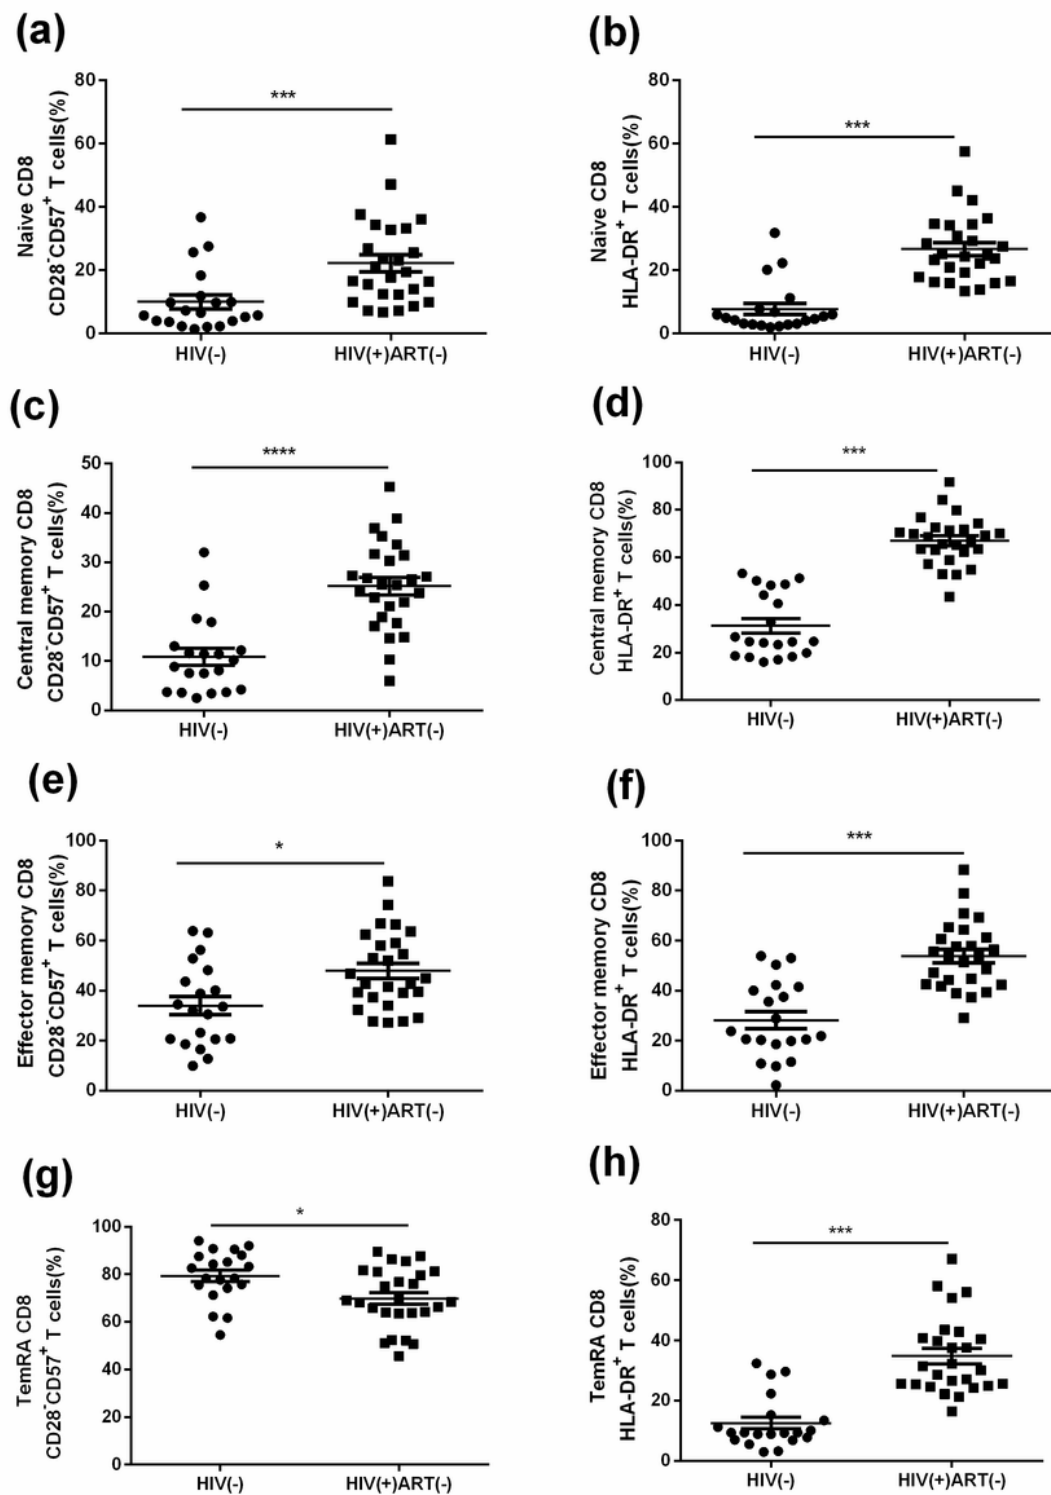 (a)
(b)
80
60
40
20
0
Naive CD8
CD28⁻CD57⁺ T cells(%)
***
HIV(-)
HIV(+)ART(-)
80
60
40
20
0
Naive CD8
HLA-DR⁺ T cells(%)
***
HIV(-)
HIV(+)ART(-)
(c)
(d)
50
40
30
20
10
0
Central memory CD8
CD28⁻CD57⁺ T cells(%)
****
HIV(-)
HIV(+)ART(-)
100
80
60
40
20
0
Central memory CD8
HLA-DR⁺ T cells(%)
***
HIV(-)
HIV(+)ART(-)
(e)
(f)
100
80
60
40
20
0
Effector memory CD8
CD28⁻CD57⁺ T cells(%)
*
HIV(-)
HIV(+)ART(-)
100
80
60
40
20
0
Effector memory CD8
HLA-DR⁺ T cells(%)
***
HIV(-)
HIV(+)ART(-)
(g)
(h)
100
80
60
40
20
0
TemRA CD8
CD28⁻CD57⁺ T cells(%)
*
HIV(-)
HIV(+)ART(-)
80
60
40
20
0
TemRA CD8
HLA-DR⁺ T cells(%)
***
HIV(-)
HIV(+)ART(-)